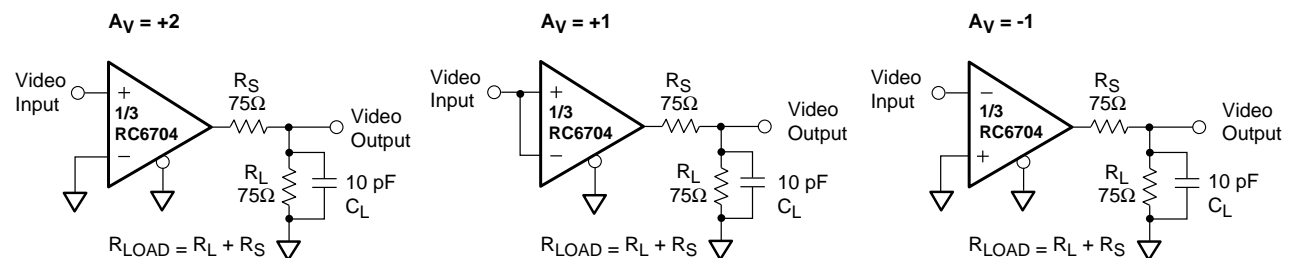 AV = +2
Video
Input
+
−
1/3
RC6704
RS
75Ω
Video
Output
RL
75Ω
10 pF
CL
RLOAD = RL + RS
AV = +1
Video
Input
+
−
1/3
RC6704
RS
75Ω
Video
Output
RL
75Ω
10 pF
CL
RLOAD = RL + RS
AV = -1
Video
Input
−
+
1/3
RC6704
RS
75Ω
Video
Output
RL
75Ω
10 pF
CL
RLOAD = RL + RS